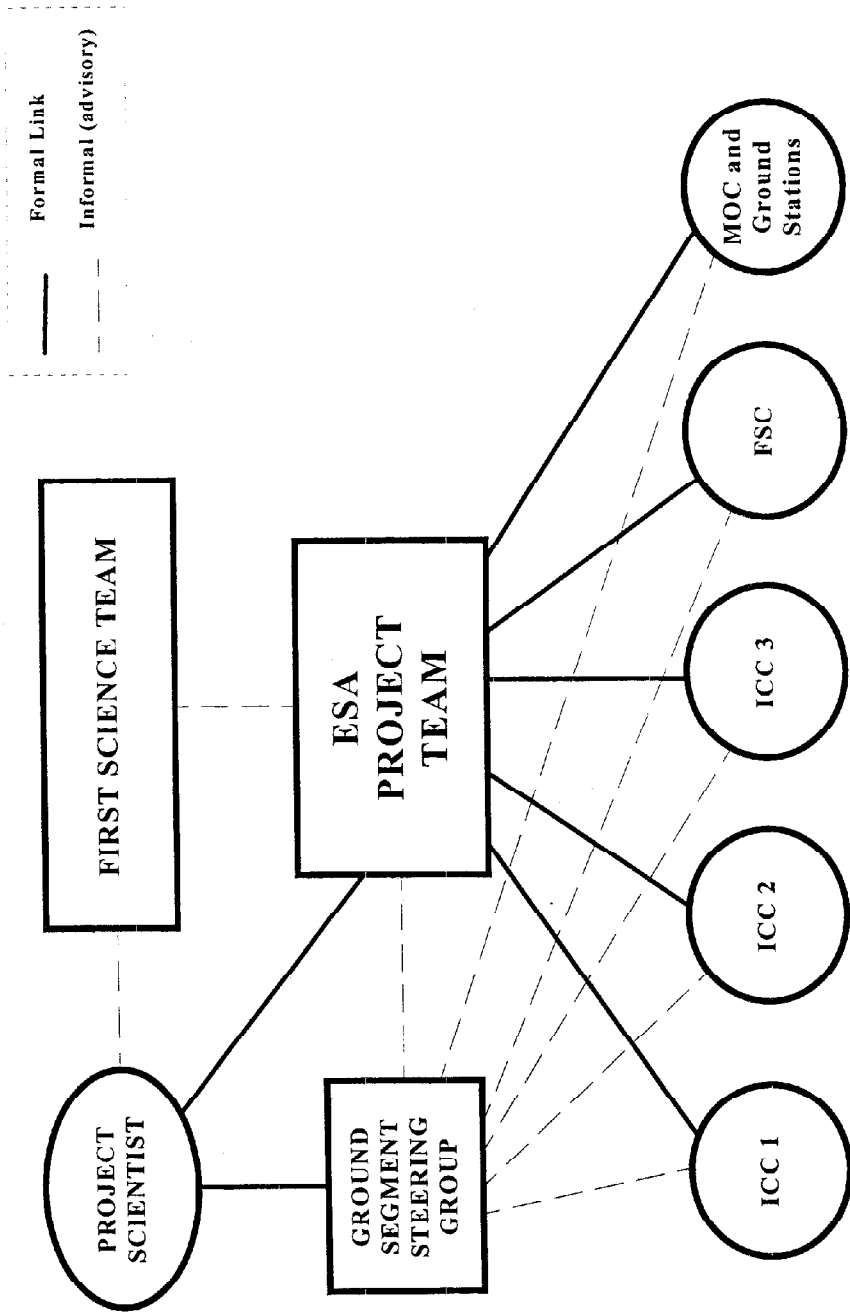 Formal Link
Informal (advisory)
FIRST SCIENCE TEAM
PROJECT
SCIENTIST
ESA
PROJECT
TEAM
GROUND
SEGMENT
STEERING
GROUP
ICC 1
ICC 2
ICC 3
FSC
MOC and
Ground
Stations